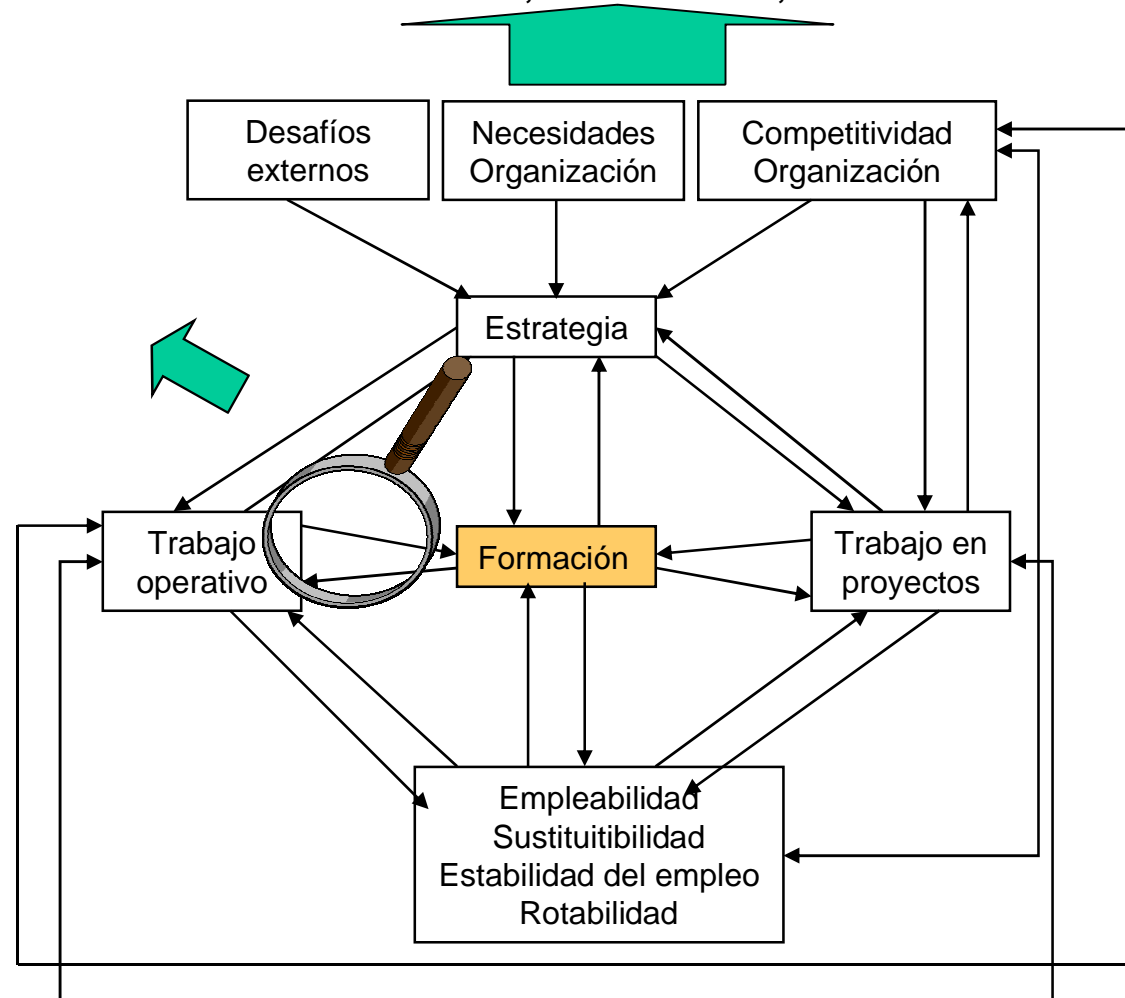 Desafíos
externos
Necesidades
Organización
Competitividad
Organización
Estrategia
Trabajo
operativo
Formación
Trabajo en
proyectos
Empleabilidad
Sustituitibilidad
Estabilidad del empleo
Rotabilidad